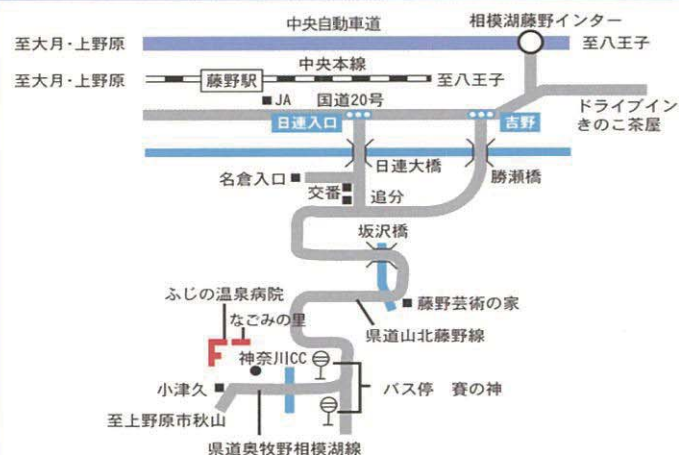 中央自動車道
相模湖藤野インター
至大月・上野原
至八王子
中央本線
至大月・上野原
藤野駅
至八王子
JA
国道20号
ドライブイン
きのこ茶屋
日連入口
吉野
日連大橋
勝瀬橋
名倉入口
交番
追分
坂沢橋
ふじの温泉病院
藤野芸術の家
なごみの里
県道山北藤野線
神奈川CC
小津久
バス停 賽の神
至上野原市秋山
県道奥牧野相模湖線